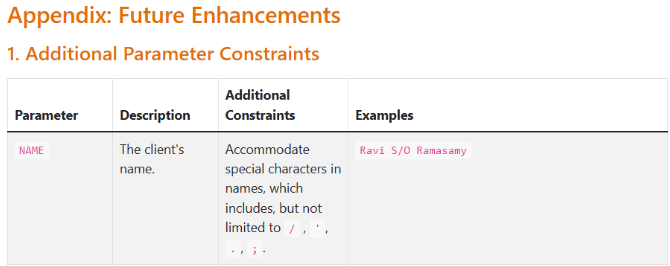 Appendix: Future Enhancements
1. Additional Parameter Constraints
Parameter
Description
Additional
Constraints
Examples
NAME
The client's
name.
Accommodate
special characters in
names, which
includes, but not
limited to / , ' ,
- , ; .
Ravi S/O Ramasamy